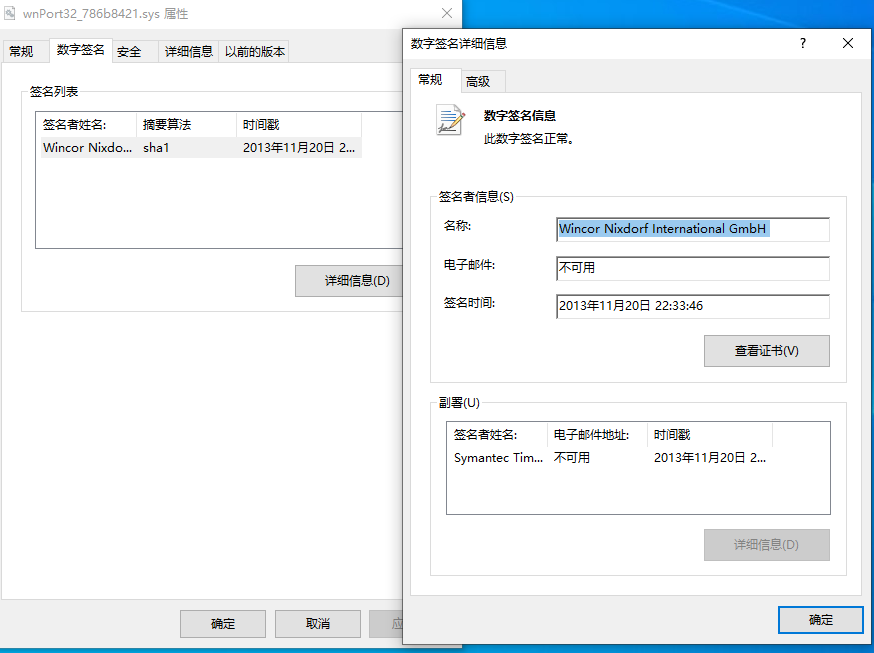 wnPort32_786b8421.sys 属性
常规 数字签名 安全 详细信息 以前的版本
签名列表
签名者姓名: 摘要算法 时间戳
Wincor Nixdo... sha1 2013年11月20日 2...
详细信息(D)
确定 取消 应
数字签名详细信息 ?
常规 高级
数字签名信息
此数字签名正常。
签名者信息(S)
名称: Wincor Nixdorf International GmbH
电子邮件: 不可用
签名时间: 2013年11月20日 22:33:46
查看证书(V)
副署(U)
签名者姓名: 电子邮件地址: 时间戳
Symantec Tim... 不可用 2013年11月20日 2...
详细信息(D)
确定